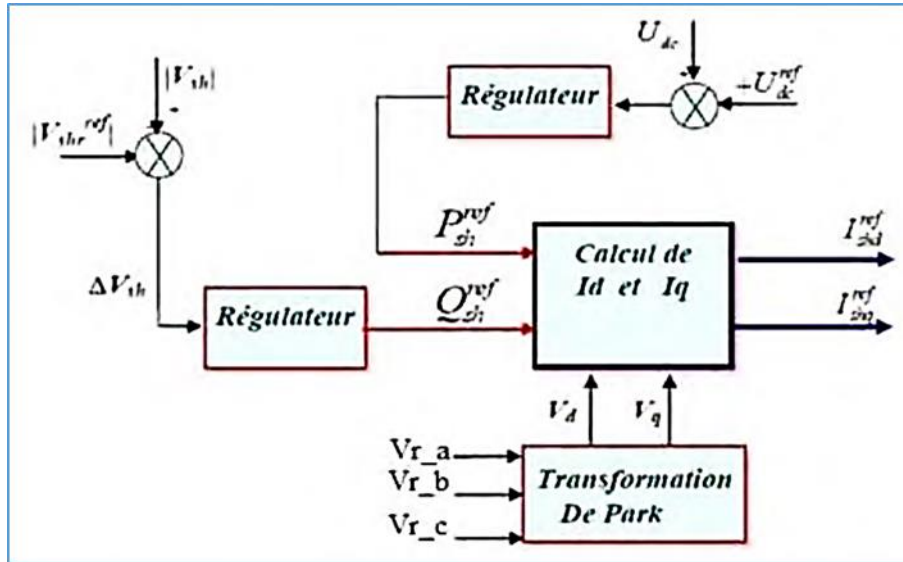 U_dc
-
+U_dc^ref
Régulateur
|V_sh|
-
|V_shr^ref|
ΔV_sh
Régulateur
P_sh^ref
Q_sh^ref
Calcul de
Id et Iq
I_shd^ref
I_shq^ref
V_d
V_q
Vr_a
Vr_b
Vr_c
Transformation
De Park